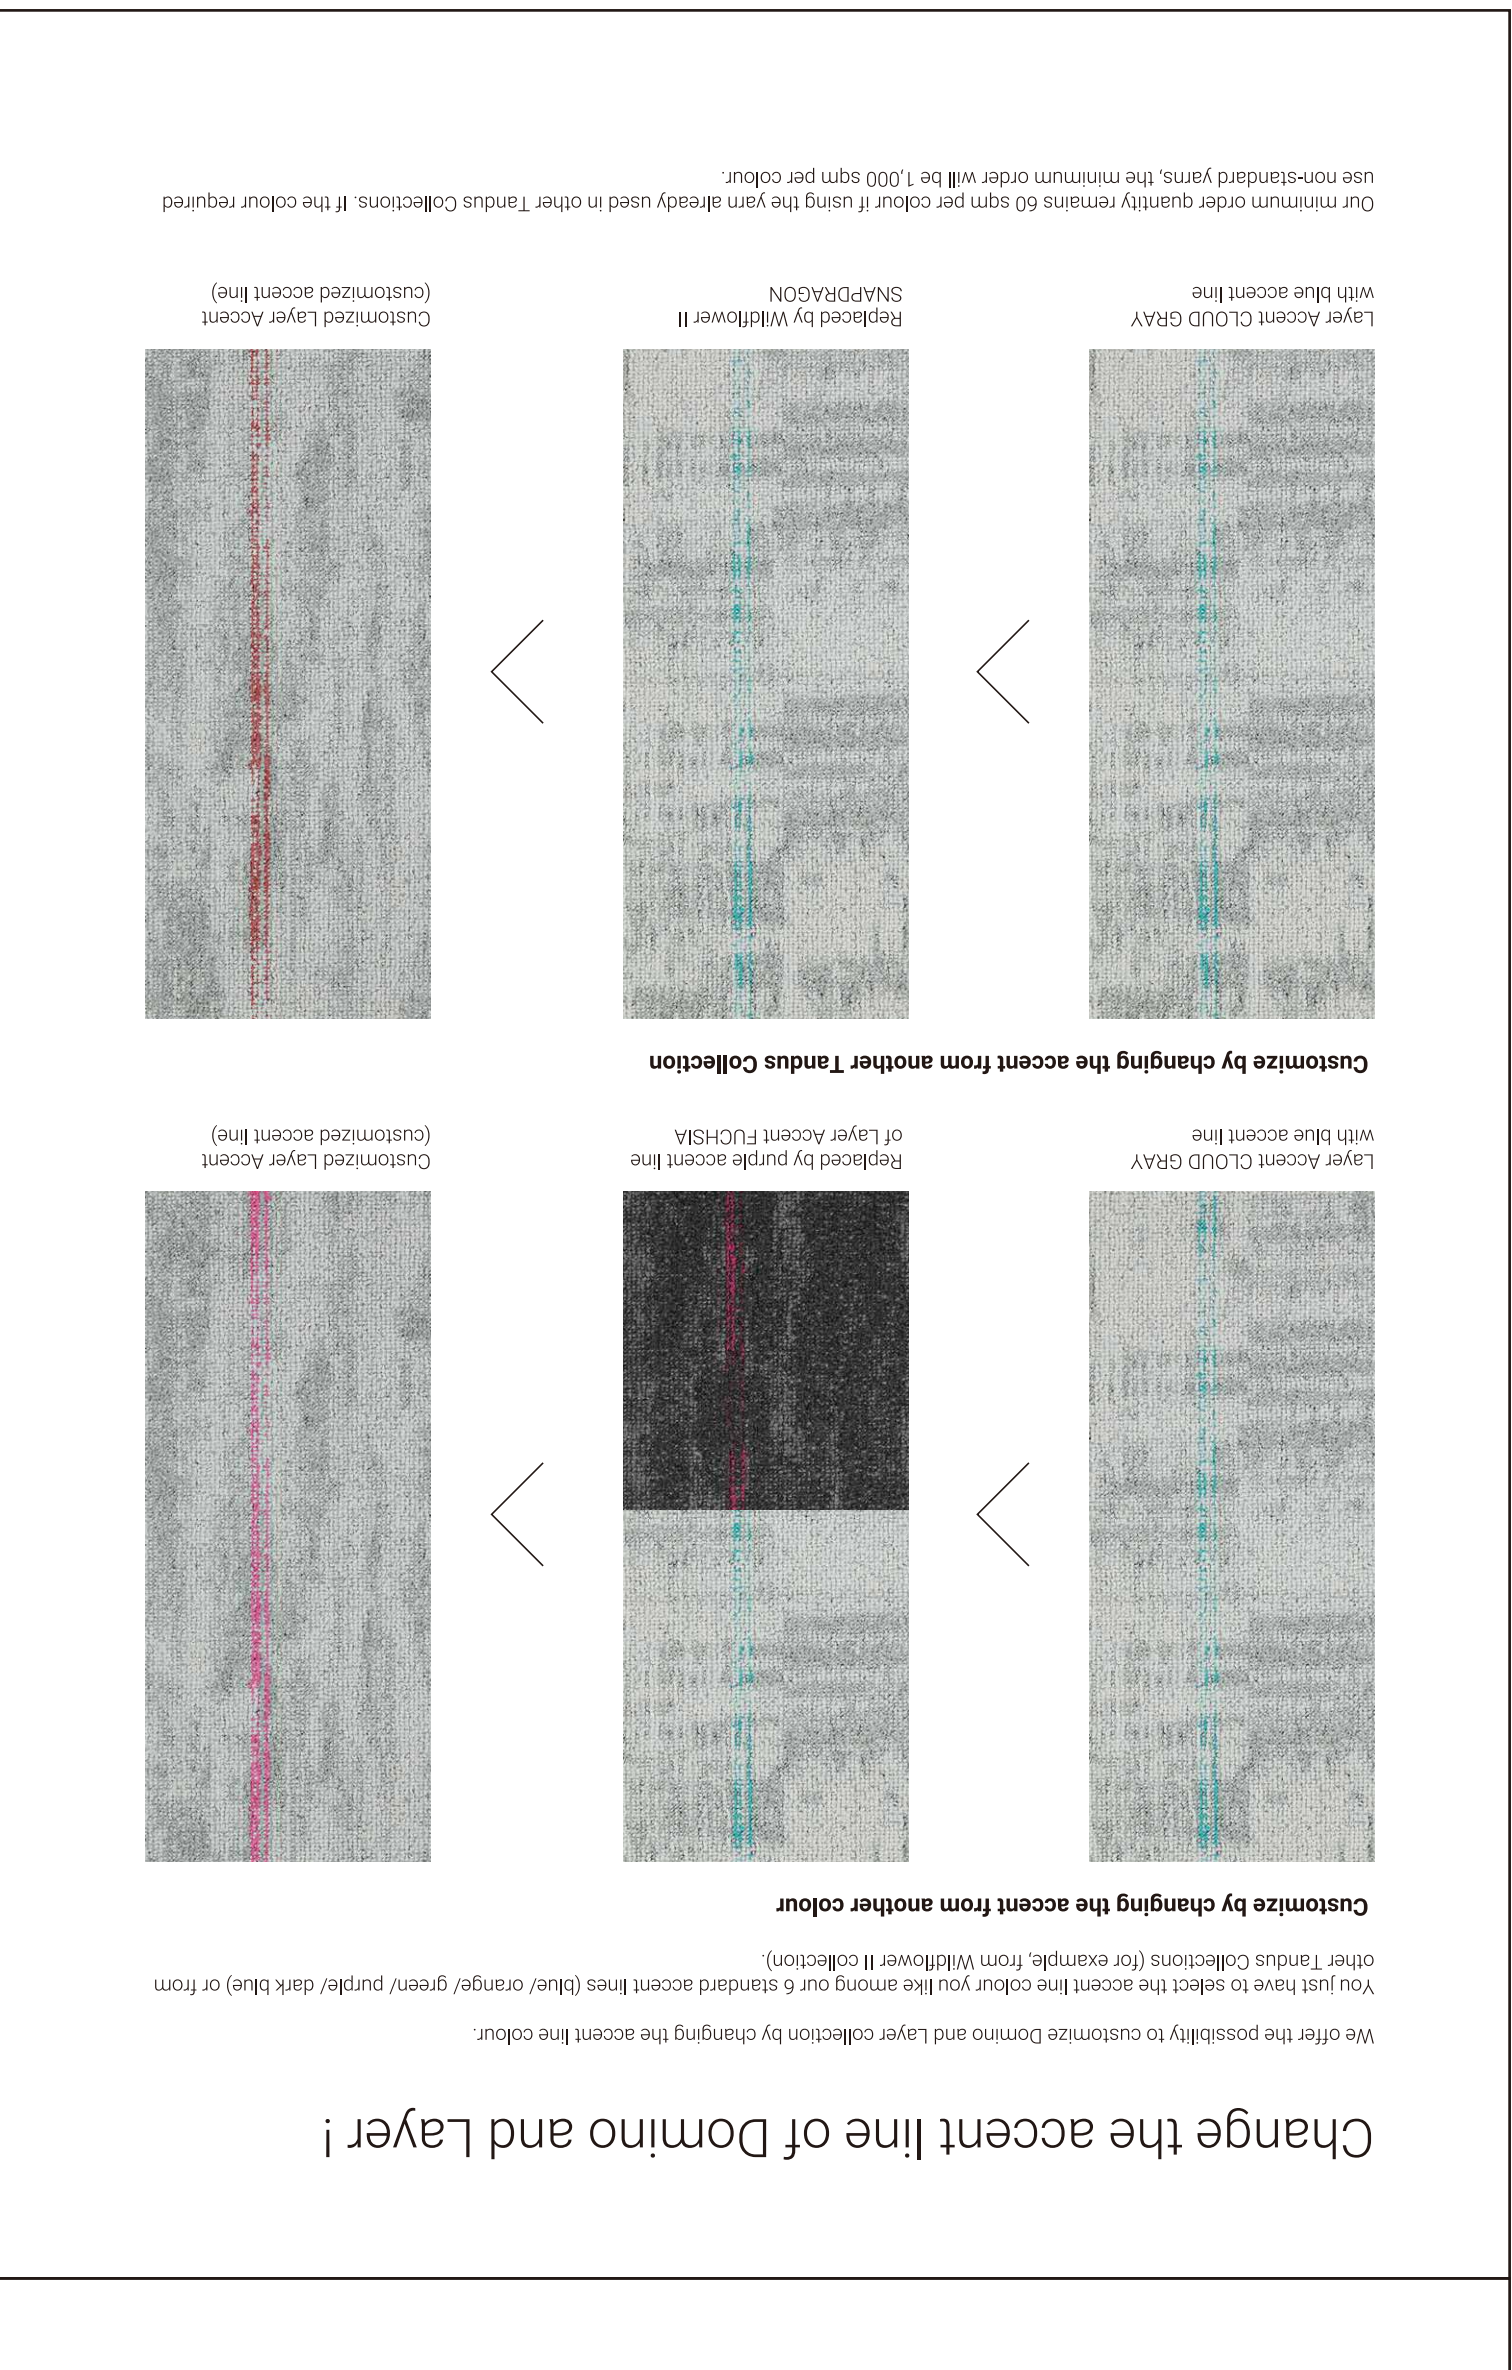 Change the accent line of Domino and Layer !
We offer the possibility to customize Domino and Layer collection by changing the accent line colour.
You just have to select the accent line colour you like among our 6 standard accent lines (blue/ orange/ green/ purple/ dark blue) or from
other Tandus Collections (for example, from Wildflower II collection).
Customize by changing the accent from another colour
Layer Accent CLOUD GRAY
with blue accent line
Replaced by purple accent line
of Layer Accent FUCHSIA
Customized Layer Accent
(customized accent line)
Customize by changing the accent from another Tandus Collection
Layer Accent CLOUD GRAY
with blue accent line
Replaced by Wildflower II
SNAPDRAGON
Customized Layer Accent
(customized accent line)
Our minimum order quantity remains 60 sqm per colour if using the yarn already used in other Tandus Collections. If the colour required
use non-standard yarns, the minimum order will be 1,000 sqm per colour.